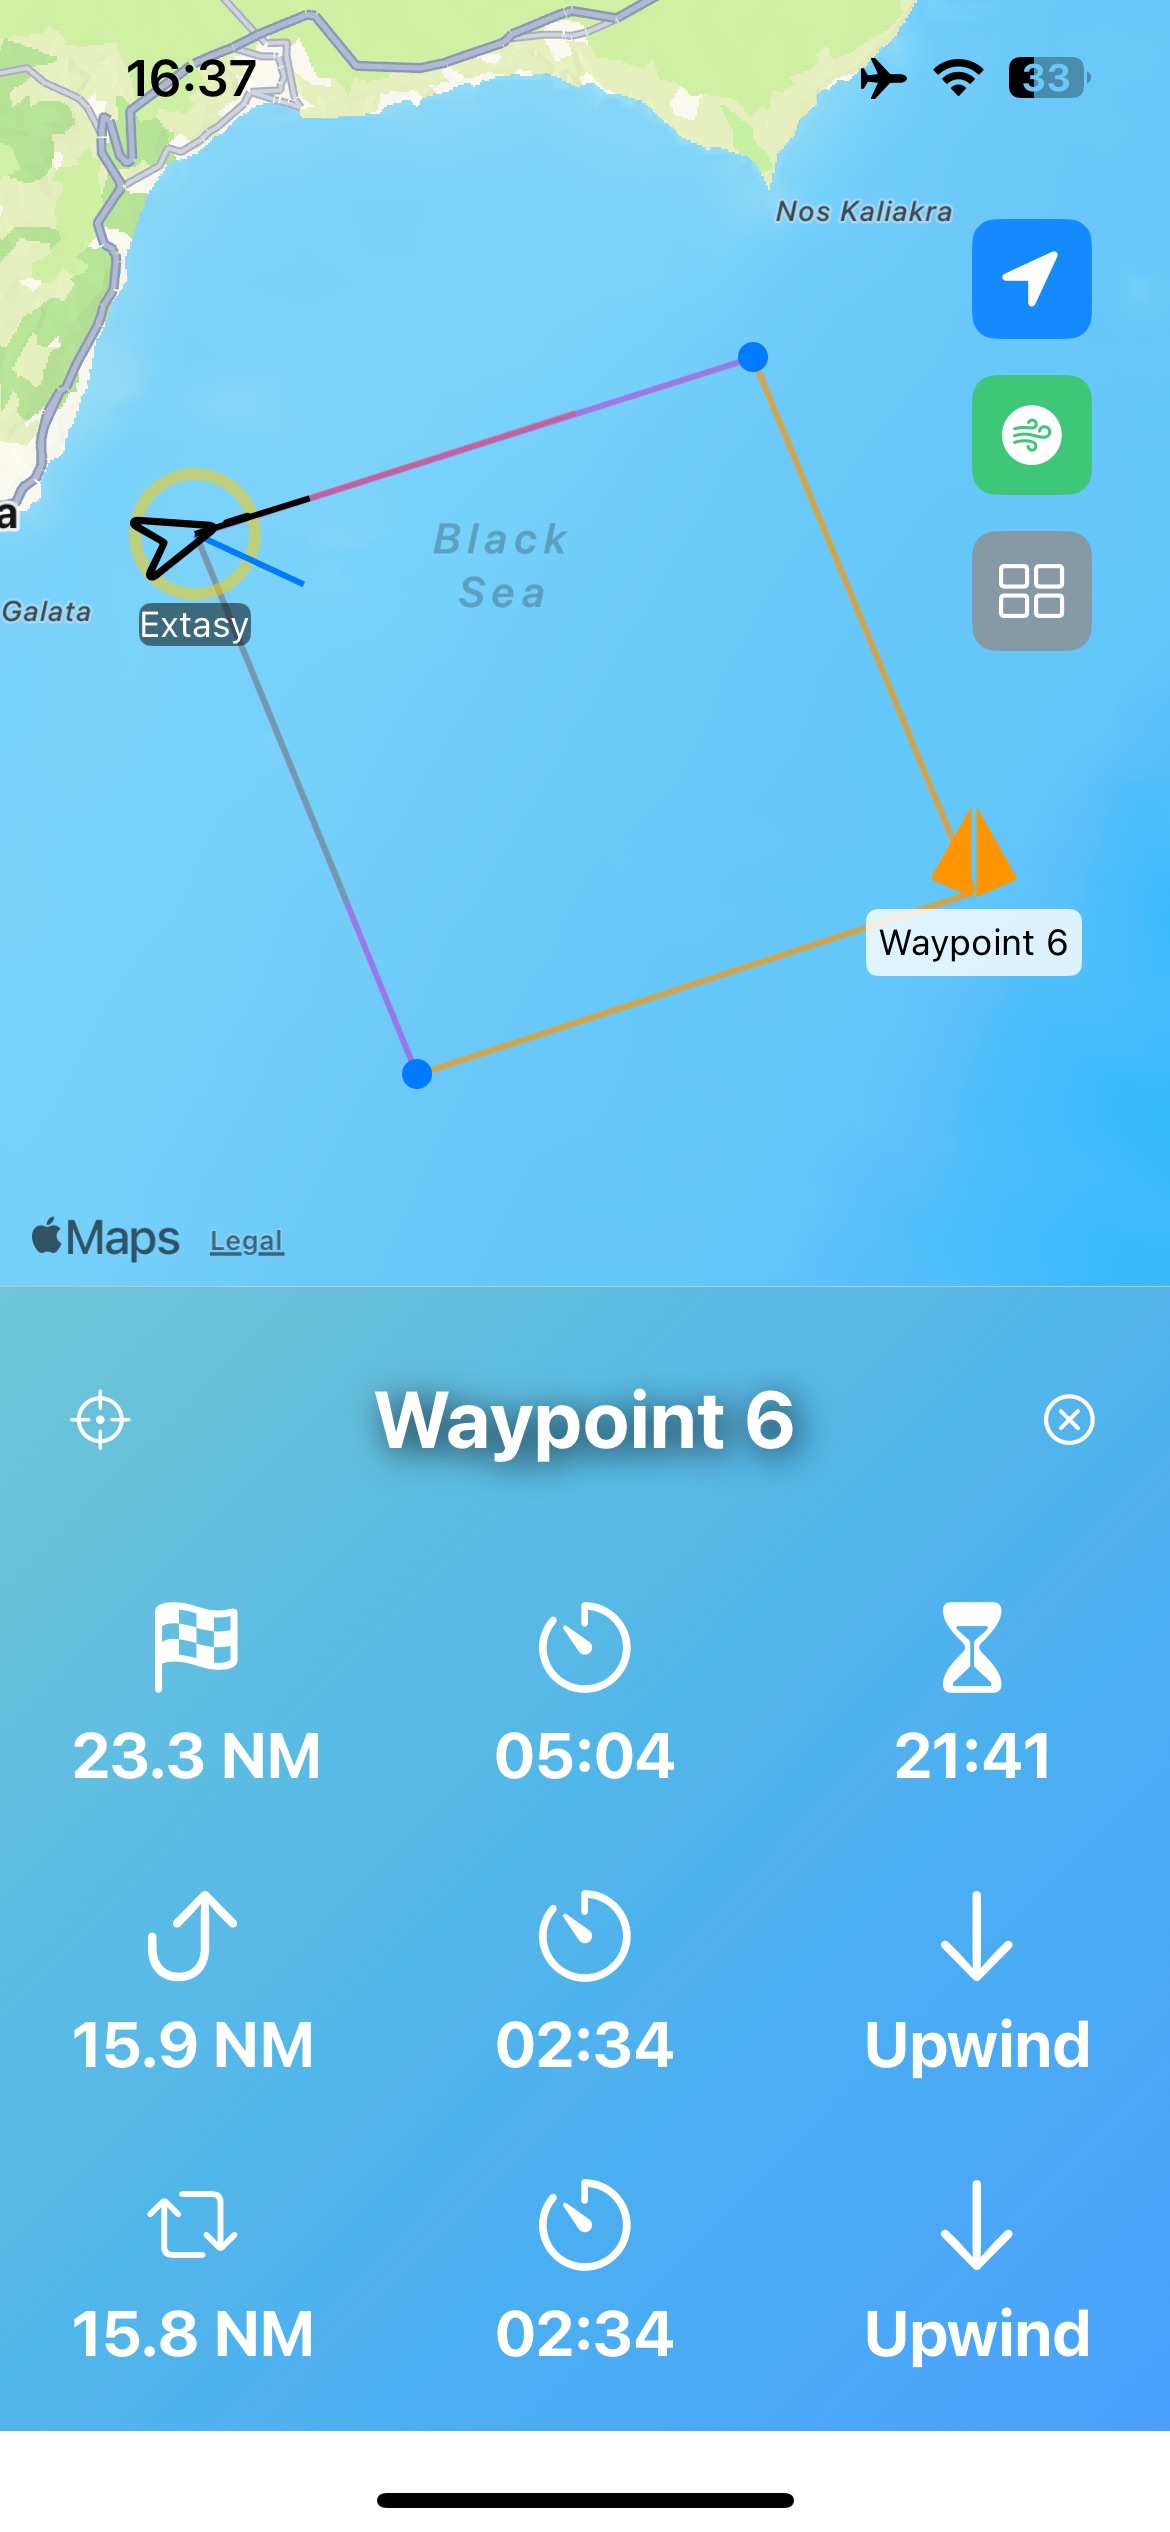 16:37
33
Nos Kaliakra
a
Black
Sea
Galata
Extasy
Waypoint 6
Maps
Legal
Waypoint 6
23.3 NM
05:04
21:41
15.9 NM
02:34
Upwind
15.8 NM
02:34
Upwind